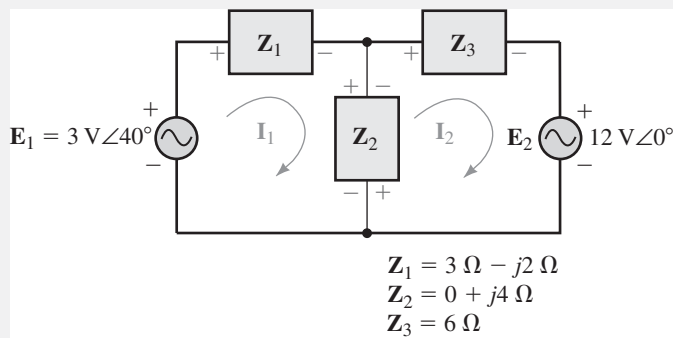 + Z₁ − + Z₃ −
+ − + +
E₁ = 3 V∠40° I₁ Z₂ I₂ E₂ 12 V∠0°
− − + −
Z₁ = 3 Ω − j2 Ω
Z₂ = 0 + j4 Ω
Z₃ = 6 Ω